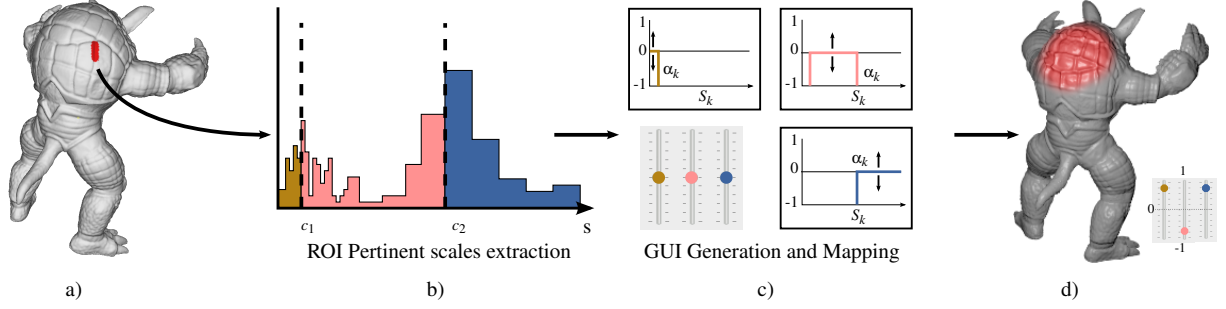 c1
c2
s
ROI Pertinent scales extraction
1
0
-1
αk
Sk
1
0
-1
αk
Sk
1
0
-1
αk
Sk
GUI Generation and Mapping
1
0
-1
a)
b)
c)
d)